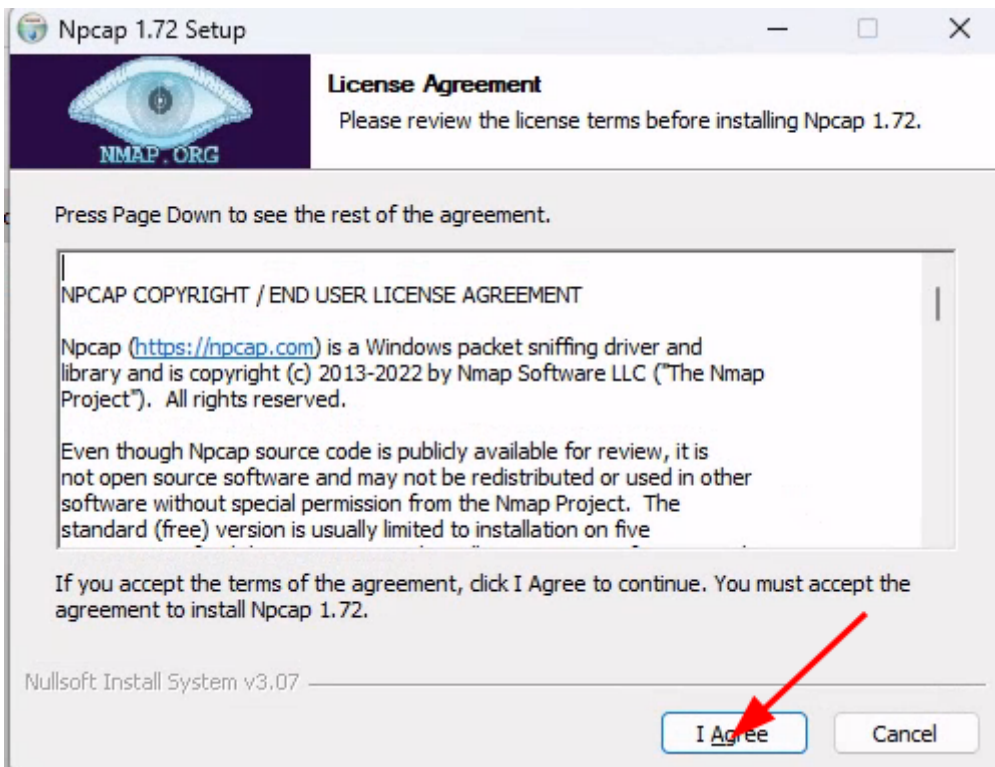 Npcap 1.72 Setup
NMAP.ORG
License Agreement
Please review the license terms before installing Npcap 1.72.
Press Page Down to see the rest of the agreement.
NPCAP COPYRIGHT / END USER LICENSE AGREEMENT
Npcap (https://npcap.com) is a Windows packet sniffing driver and
library and is copyright (c) 2013-2022 by Nmap Software LLC ("The Nmap
Project").  All rights reserved.
Even though Npcap source code is publicly available for review, it is
not open source software and may not be redistributed or used in other
software without special permission from the Nmap Project.  The
standard (free) version is usually limited to installation on five
If you accept the terms of the agreement, click I Agree to continue. You must accept the
agreement to install Npcap 1.72.
Nullsoft Install System v3.07
I Agree
Cancel